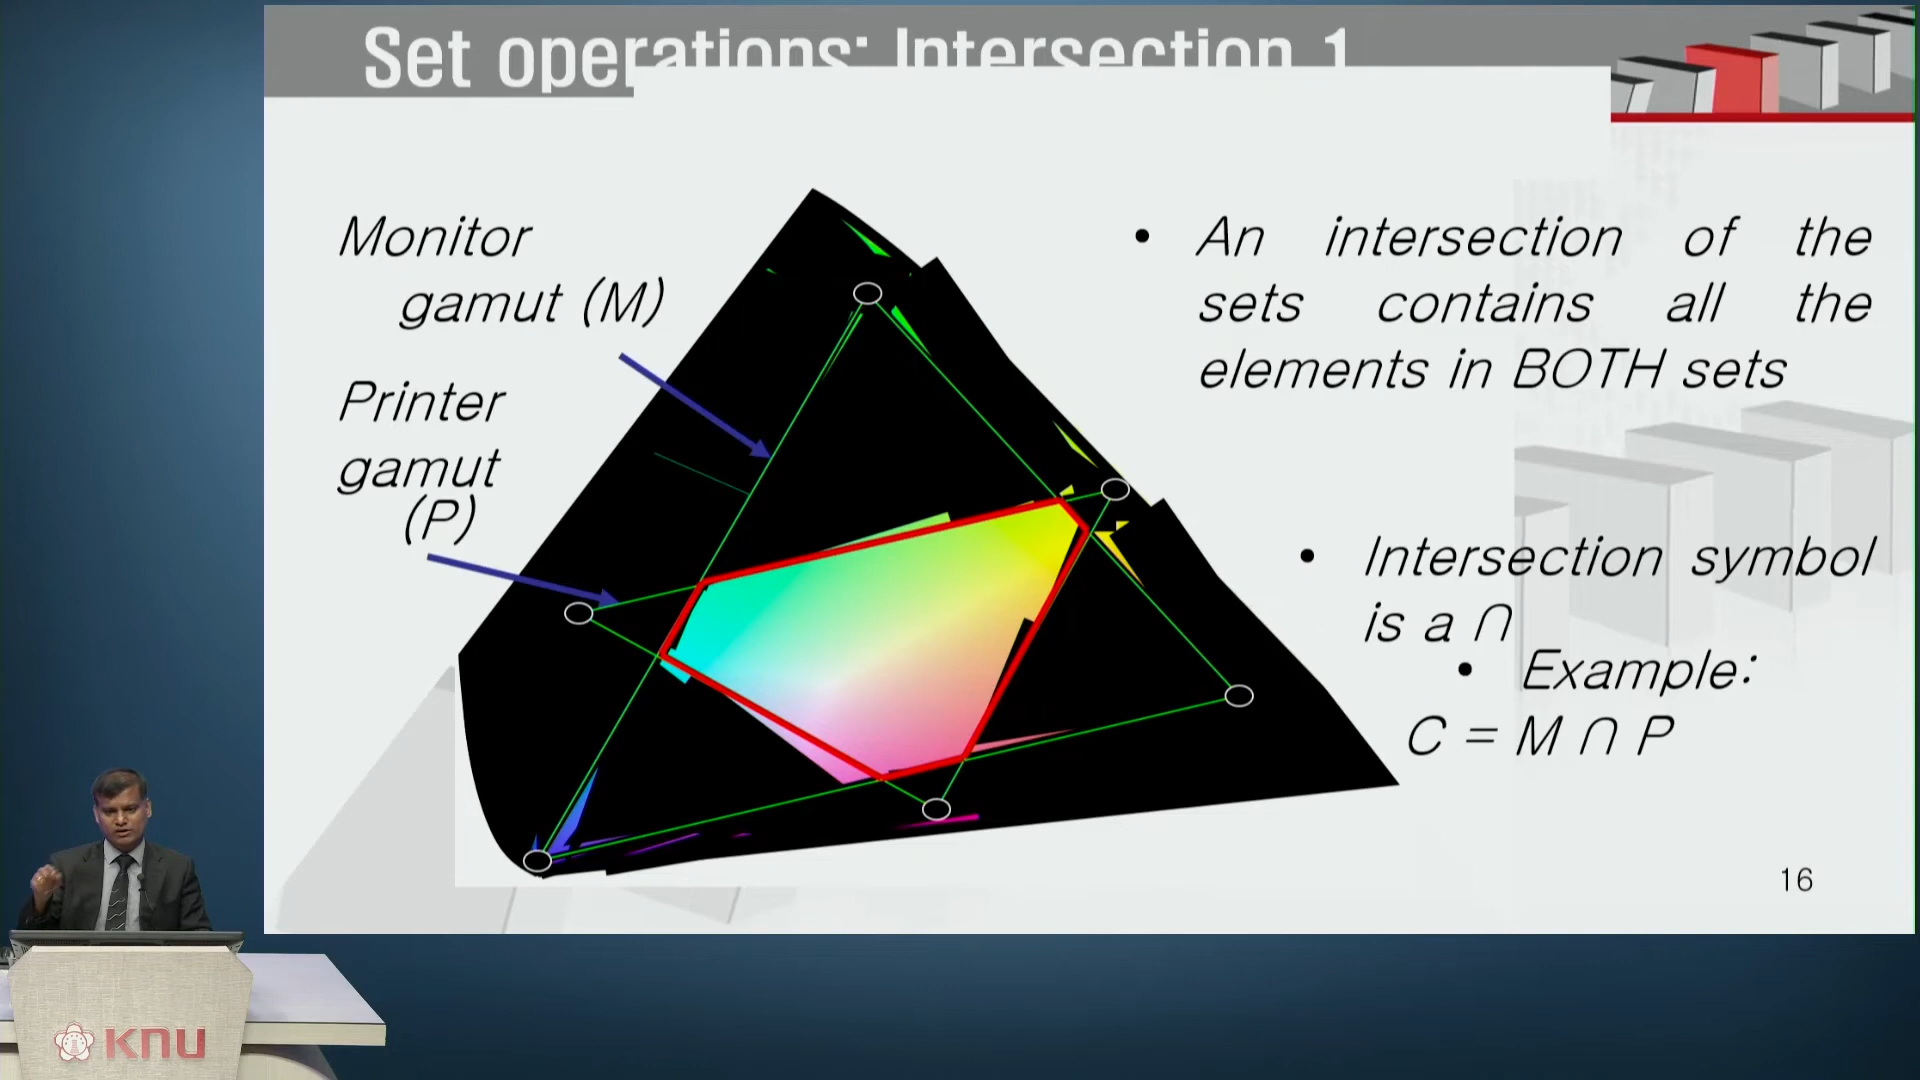 Set operations: Intersection 1
Monitor
gamut (M)
Printer
gamut
(P)
• An intersection of the
sets contains all the
elements in BOTH sets
• Intersection symbol
is a ∩
• Example:
C = M ∩ P
16
KNU